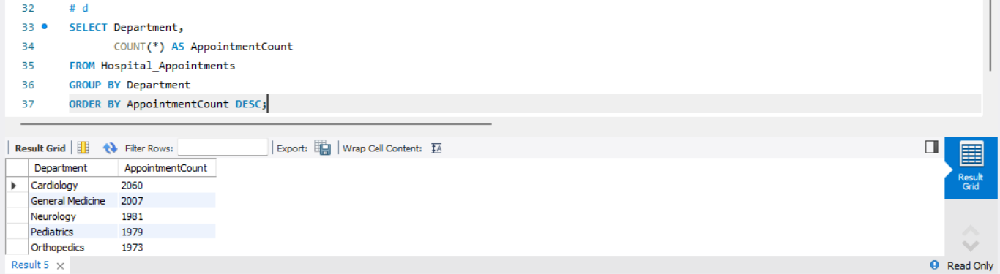 32 # d
33 SELECT Department,
34 COUNT(*) AS AppointmentCount
35 FROM Hospital_Appointments
36 GROUP BY Department
37 ORDER BY AppointmentCount DESC;
Result Grid Filter Rows: Export: Wrap Cell Content: IA
Department AppointmentCount
Cardiology 2060
General Medicine 2007
Neurology 1981
Pediatrics 1979
Orthopedics 1973
Result
Grid
Result 5 × Read Only